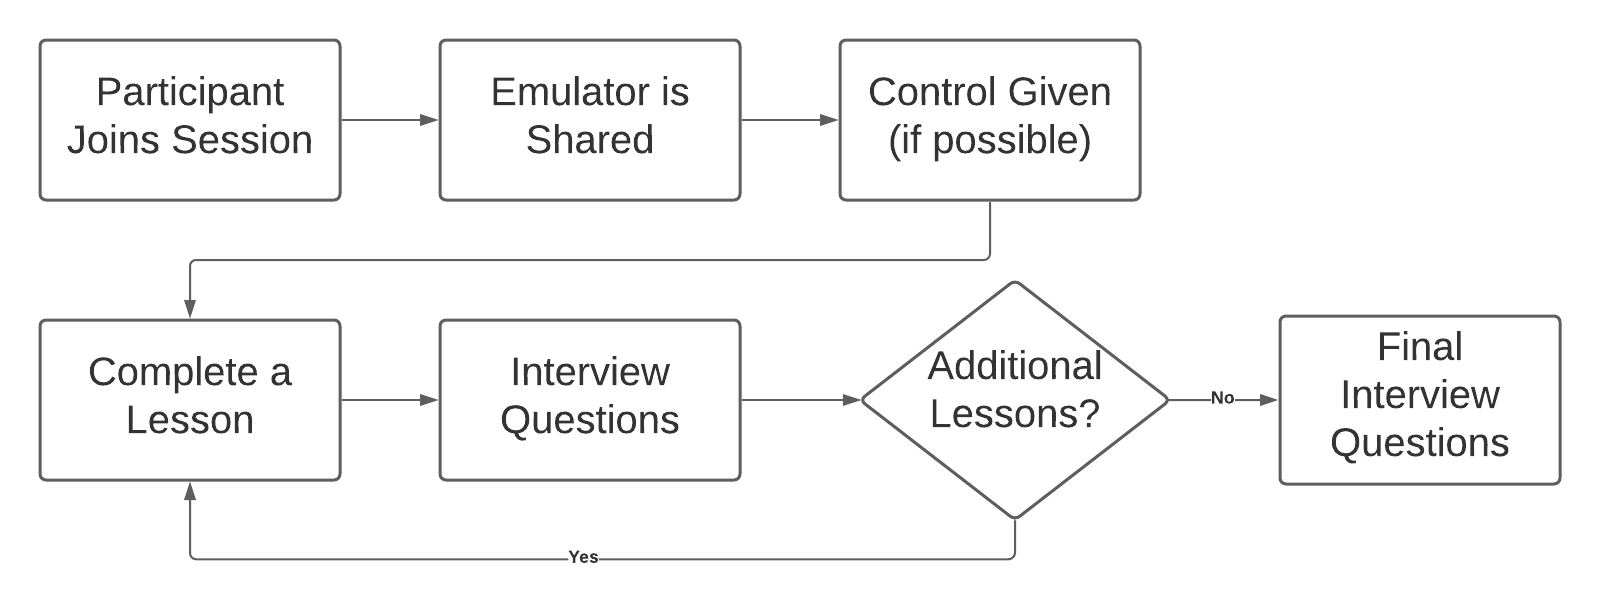 Participant
Joins Session
Emulator is
Shared
Control Given
(if possible)
Complete a
Lesson
Interview
Questions
Additional
Lessons?
No
Final
Interview
Questions
Yes